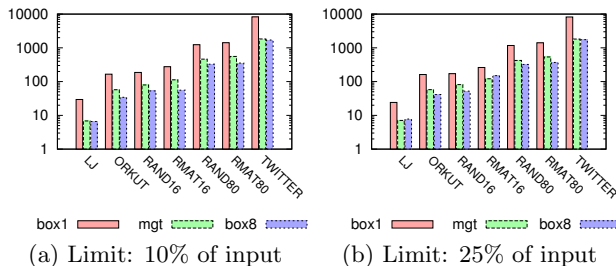 10000
1000
100
10
1
LJ
ORKUT
RAND16
RMAT16
RAND80
RMAT80
TWITTER
box1 mgt box8
(a) Limit: 10% of input
10000
1000
100
10
1
LJ
ORKUT
RAND16
RMAT16
RAND80
RMAT80
TWITTER
box1 mgt box8
(b) Limit: 25% of input